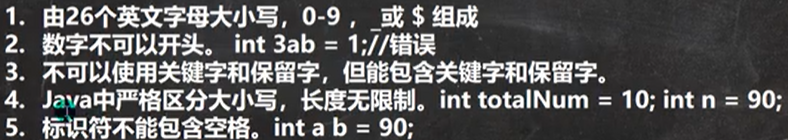 1. 由26个英文字母大小写，0-9 ，_或 $ 组成
2. 数字不可以开头。 int 3ab = 1;//错误
3. 不可以使用关键字和保留字，但能包含关键字和保留字。
4. Java中严格区分大小写，长度无限制。int totalNum = 10; int n = 90;
5. 标识符不能包含空格。int a b = 90;